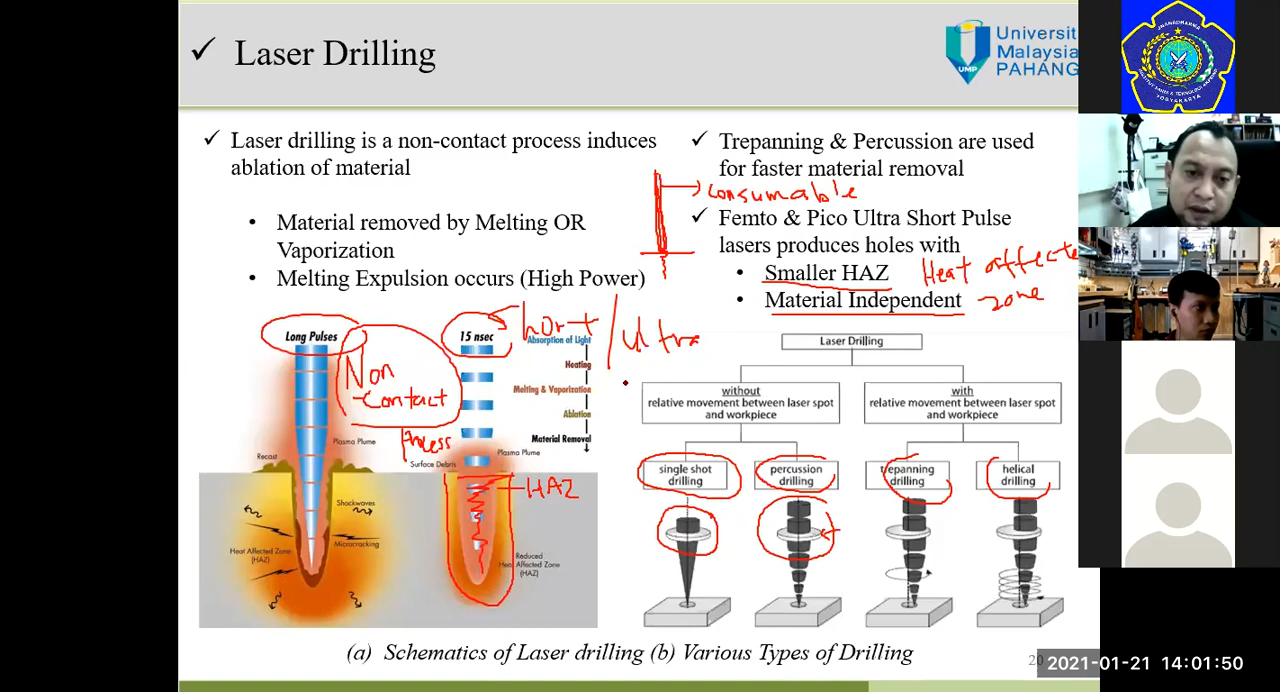 ✓ Laser Drilling
Universit
Malaysia
PAHANG
UMP
YOGYAKARTA
✓ Laser drilling is a non-contact process induces
ablation of material
• Material removed by Melting OR
Vaporization
• Melting Expulsion occurs (High Power)
✓ Trepanning & Percussion are used
for faster material removal
consumable
✓ Femto & Pico Ultra Short Pulse
lasers produces holes with
• Smaller HAZ
Heat affecte
zone
• Material Independent
Long Pulses
Non
-Contact
Process
15 nsec
hort
/ultra
Absorption of Light
Heating
Melting & Vaporization
Ablation
Material Removal
Plasma Plume
Recast
Shockwaves
Heat Affected Zone
(HAZ)
Microcracking
Surface Debris
Plasma Plume
HAZ
Reduced
Heat Affected Zone
(HAZ)
Laser Drilling
without
relative movement between laser spot
and workpiece
with
relative movement between laser spot
and workpiece
single shot
drilling
percussion
drilling
trepanning
drilling
helical
drilling
(a) Schematics of Laser drilling (b) Various Types of Drilling
20
2021-01-21 14:01:50